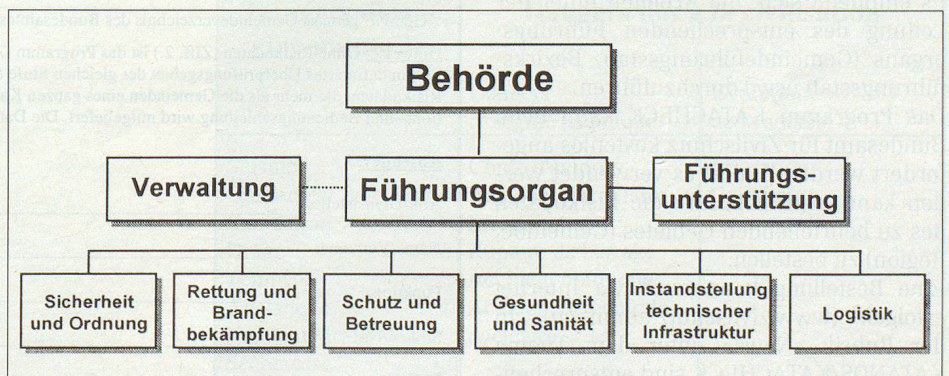 Behörde
Verwaltung
Führungsorgan
Führungs-
unterstützung
Sicherheit
und Ordnung
Rettung und
Brand-
bekämpfung
Schutz und
Betreuung
Gesundheit
und Sanität
Instandstellung
technischer
Infrastruktur
Logistik